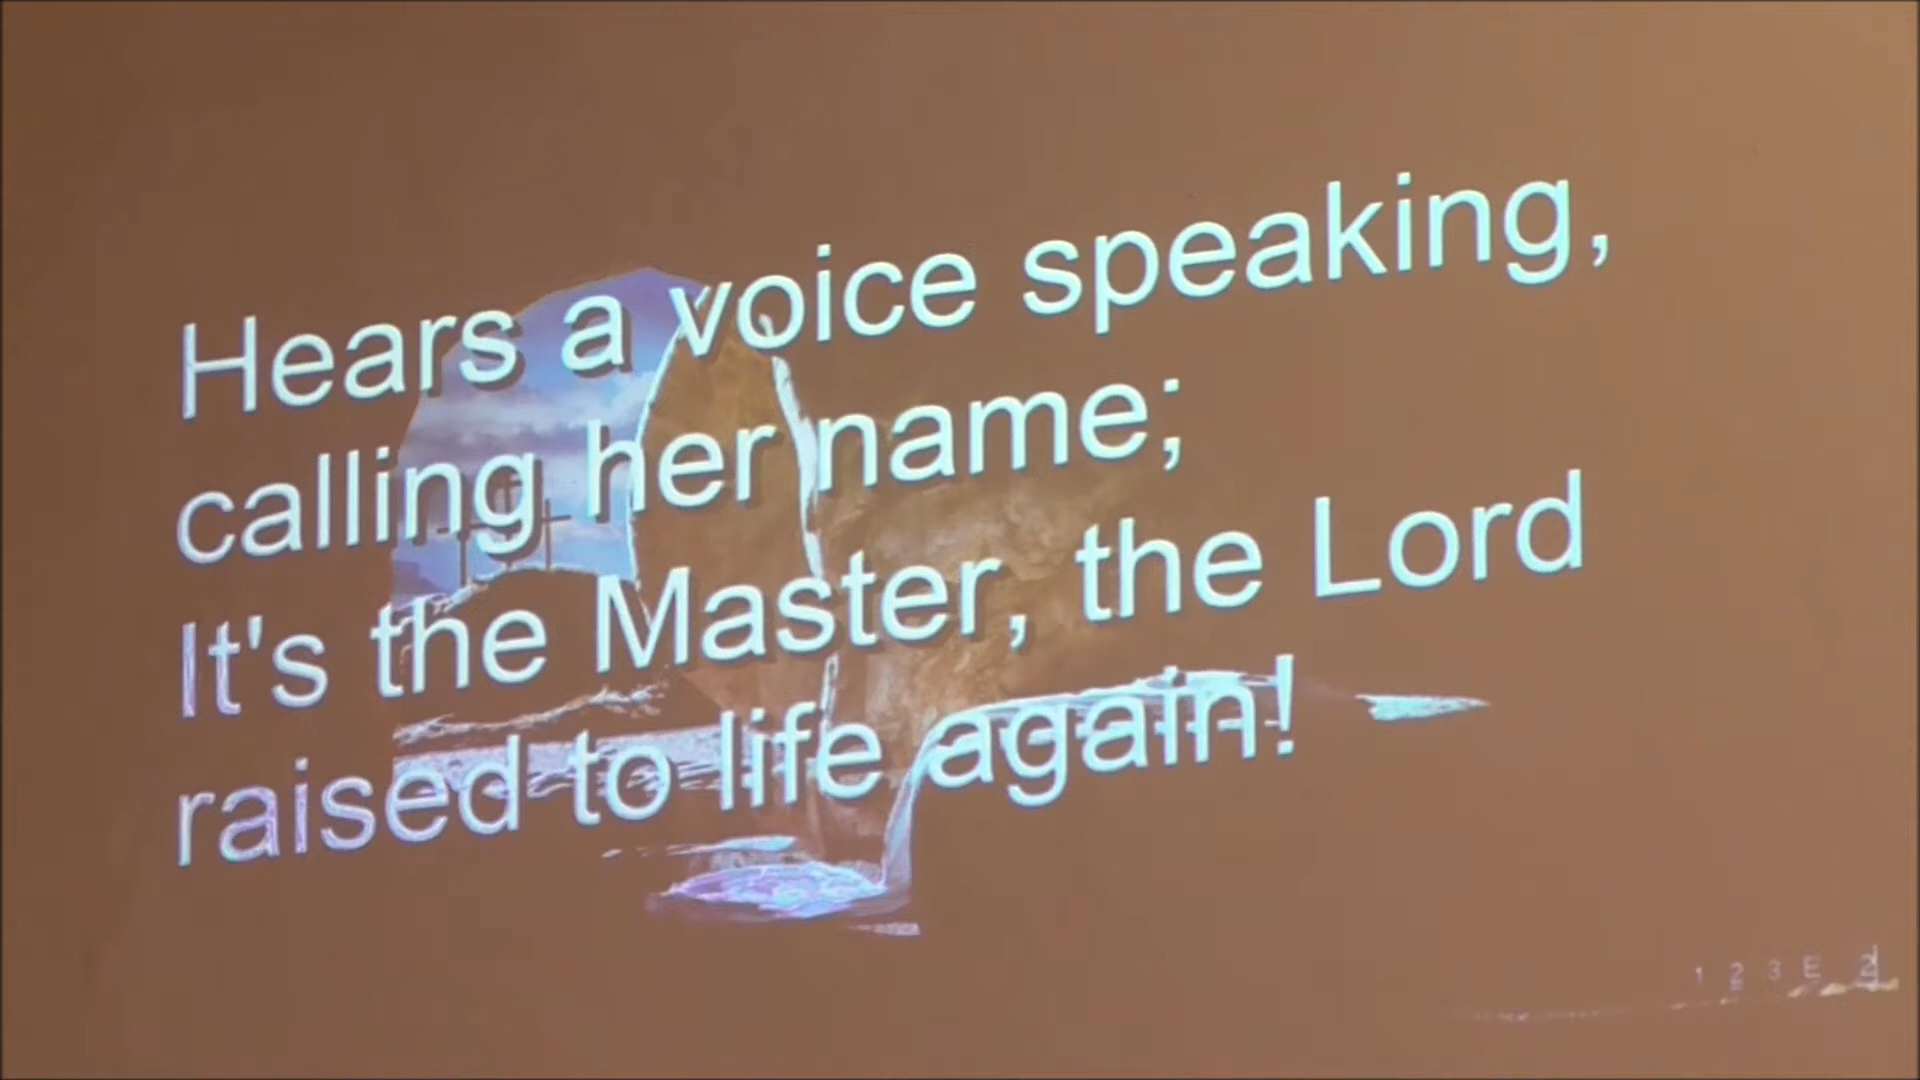 Hears a voice speaking,
calling her name;
It's the Master, the Lord
raised to life again!
1 2 3 E 2